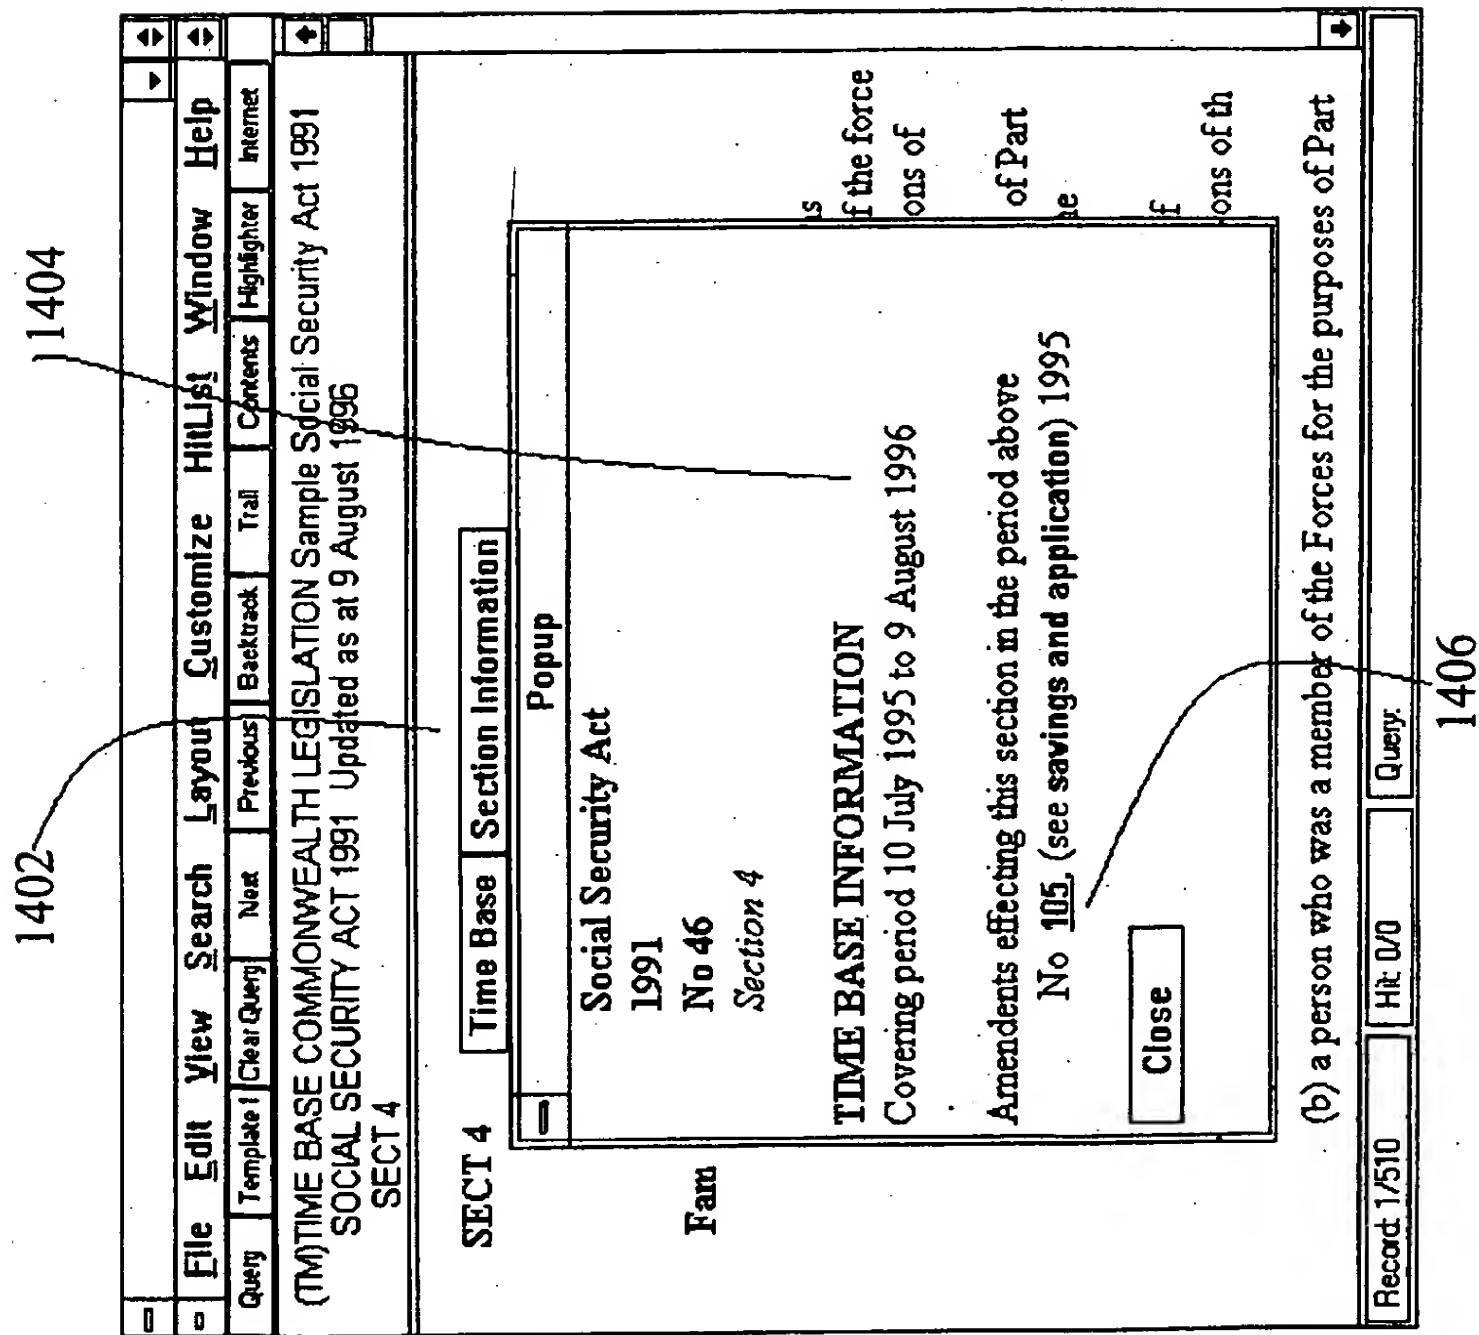 1402
1404
File Edit View Search Layout Customize HitList Window Help
Query Template 1 Clear Query Next Previous Backtrack Trail Contents Highlighter Internet
(TM)TIME BASE COMMONWEALTH LEGISLATION Sample Social Security Act 1991
SOCIAL SECURITY ACT 1991 Updated as at 9 August 1996
SECT 4
SECT 4 Time Base Section Information
Popup
Social Security Act
1991
No 46
Section 4
Fam
TIME BASE INFORMATION
Covering period 10 July 1995 to 9 August 1996
Amendents effecting this section in the period above
No 105, (see savings and application) 1995
Close
s
f the force
ons of
of Part
ne
f
ons of th
(b) a person who was a member of the Forces for the purposes of Part
Record: 1/510 Hit: 0/0 Query:
1406